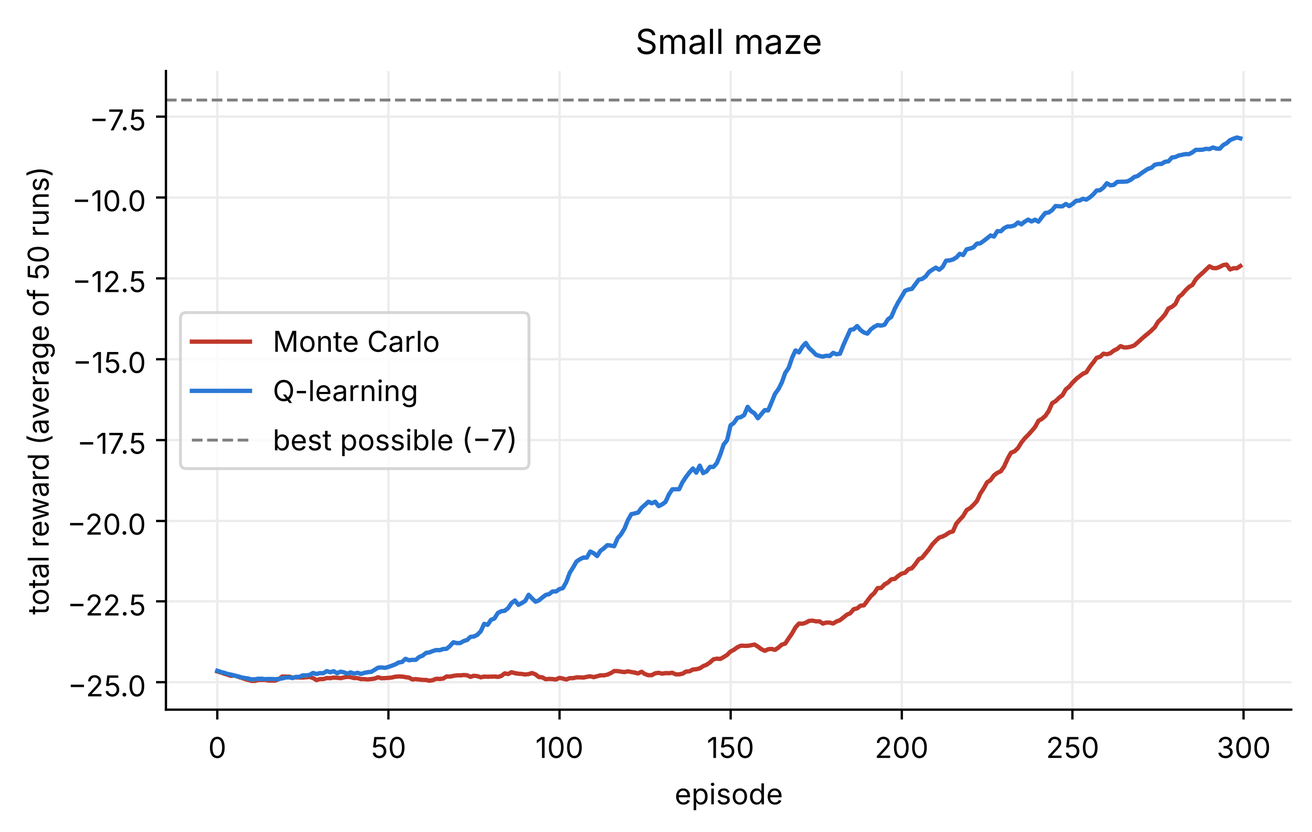 Small maze
total reward (average of 50 runs)
−7.5
−10.0
−12.5
−15.0
−17.5
−20.0
−22.5
−25.0
Monte Carlo
Q-learning
best possible (−7)
0 50 100 150 200 250 300
episode